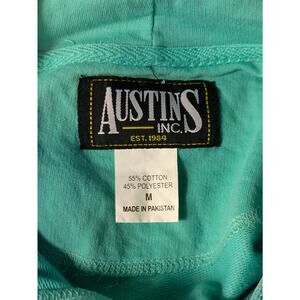 AUSTINS
INC.
EST. 1984
55% COTTON
45% POLYESTER
M
MADE IN PAKISTAN